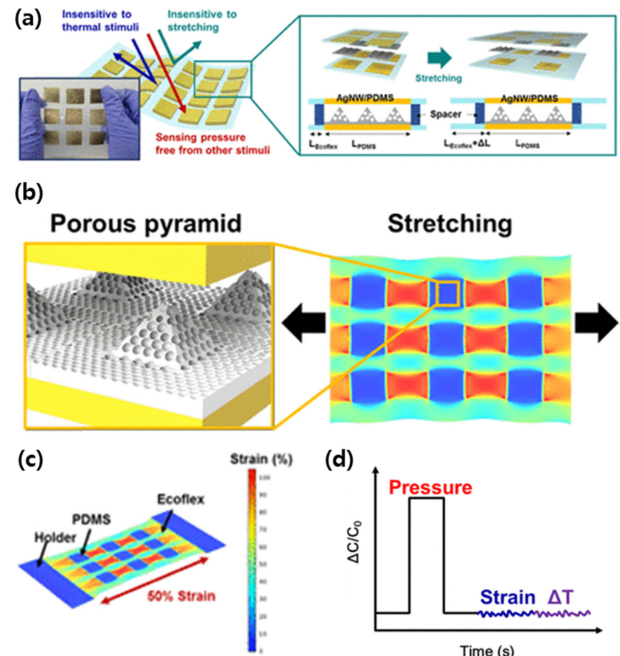 (a)
Insensitive to
thermal stimuli
Insensitive to
stretching
Sensing pressure
free from other stimuli
Stretching
AgNW/PDMS
AgNW/PDMS
Spacer
LEcoflex
LPDMS
LEcoflex+ΔL
LPDMS
(b)
Porous pyramid
Stretching
(c)
Strain (%)
100
90
80
70
60
50
40
30
20
10
0
Ecoflex
PDMS
Holder
50% Strain
(d)
ΔC/C0
Pressure
Strain
ΔT
Time (s)